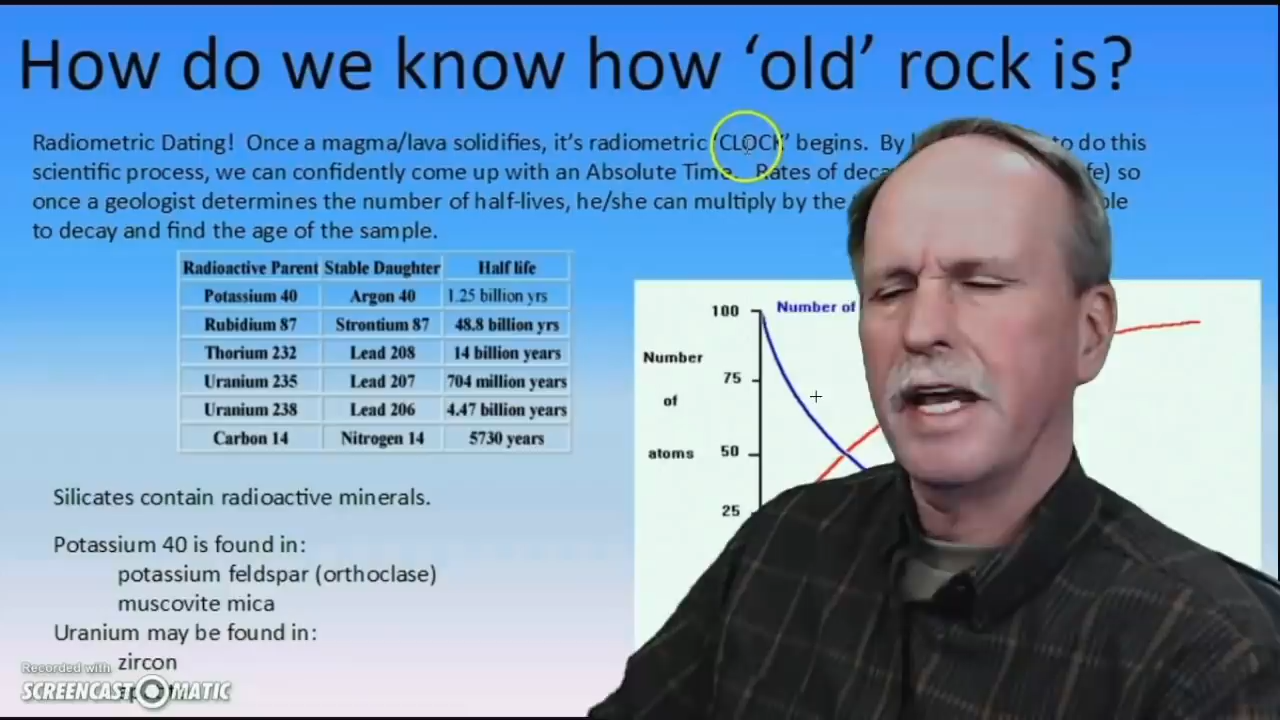 How do we know how ‘old’ rock is?
Radiometric Dating! Once a magma/lava solidifies, it’s radiometric ‘CLOCK’ begins. By to do this
scientific process, we can confidently come up with an Absolute Time. Rates of so
once a geologist determines the number of half-lives, he/she can multiply by the
to decay and find the age of the sample.
Radioactive Parent Stable Daughter Half life
Potassium 40 Argon 40 1.25 billion yrs
Rubidium 87 Strontium 87 48.8 billion yrs
Thorium 232 Lead 208 14 billion years
Uranium 235 Lead 207 704 million years
Uranium 238 Lead 206 4.47 billion years
Carbon 14 Nitrogen 14 5730 years
Silicates contain radioactive minerals.
Potassium 40 is found in:
potassium feldspar (orthoclase)
muscovite mica
Uranium may be found in:
zircon
100 Number of
Number
75
of
atoms 50
25
Recorded with
SCREENCAST-O-MATIC